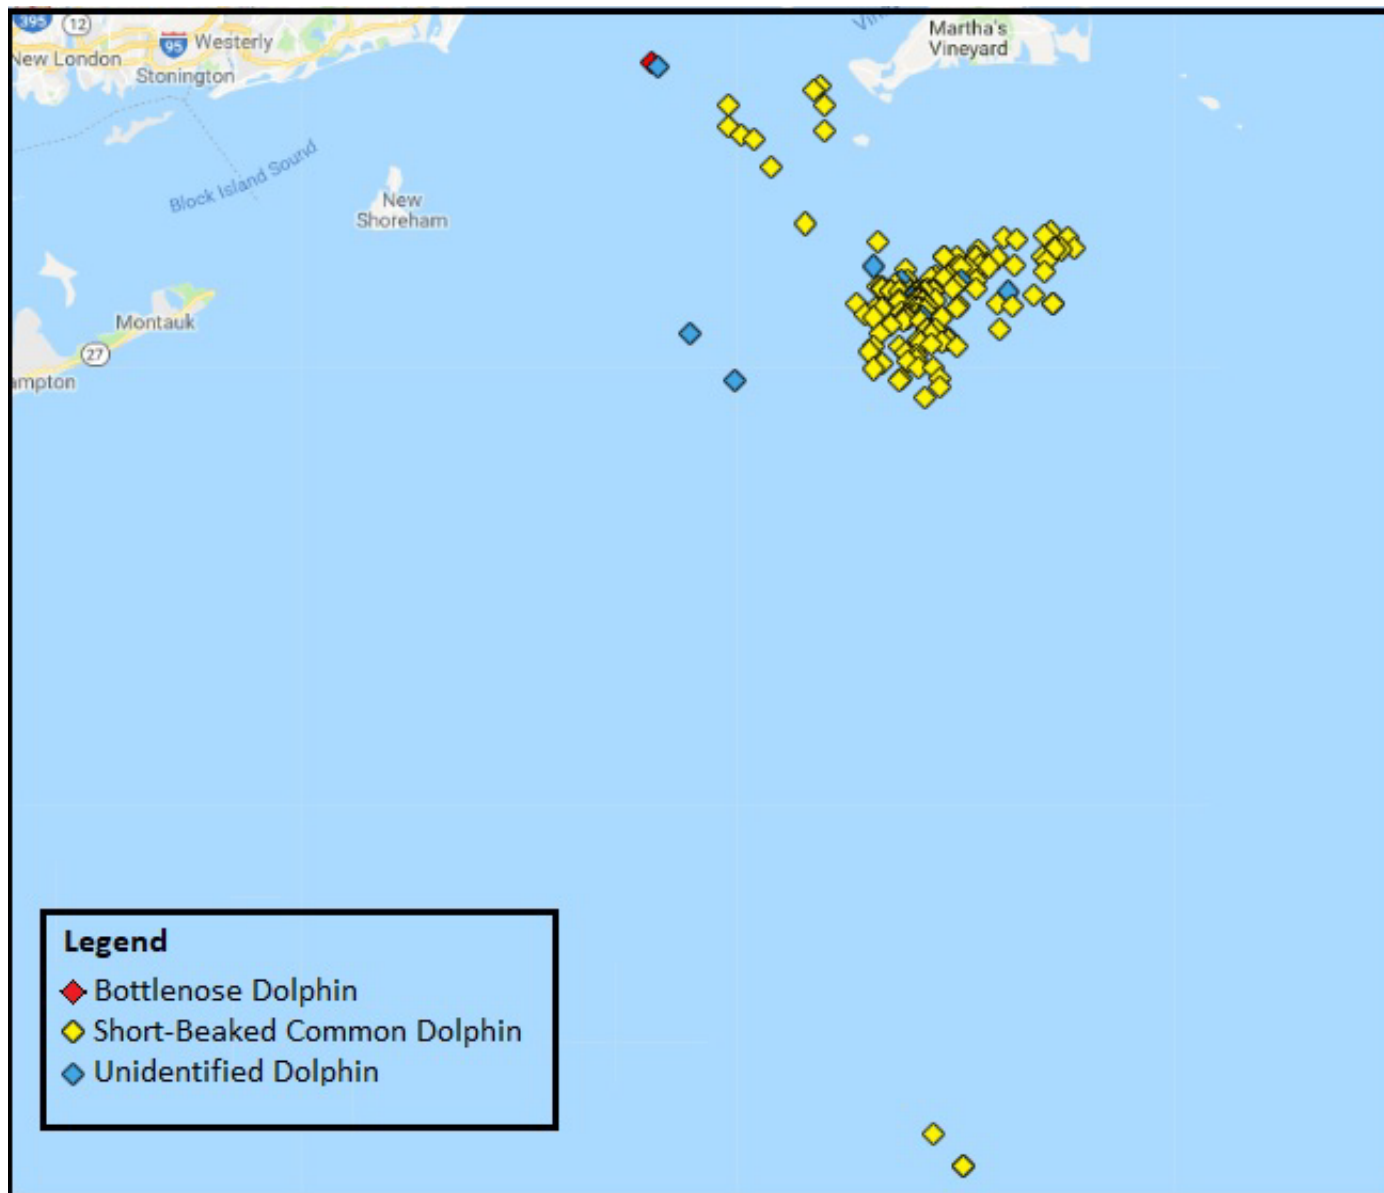 395
12
95
Westerly
New London
Stonington
Martha's
Vineyard
Block Island Sound
New
Shoreham
Montauk
27
ampton
Legend
Bottlenose Dolphin
Short-Beaked Common Dolphin
Unidentified Dolphin